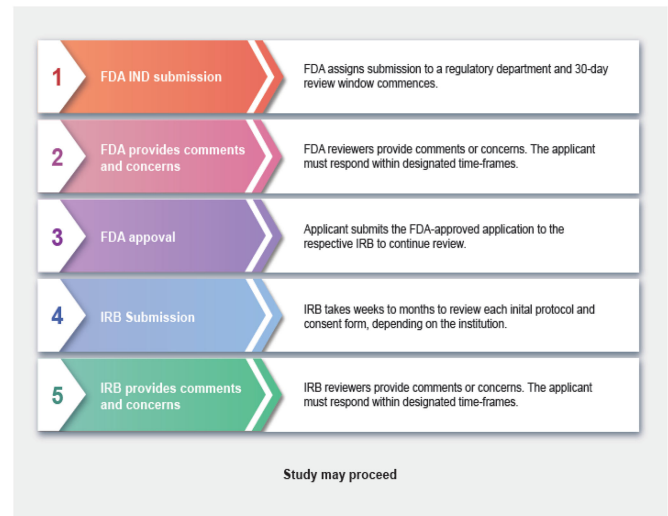 1
FDA IND submission
FDA assigns submission to a regulatory department and 30-day
review window commences.
2
FDA provides comments
and concerns
FDA reviewers provide comments or concerns. The applicant
must respond within designated time-frames.
3
FDA appoval
Applicant submits the FDA-approved application to the
respective IRB to continue review.
4
IRB Submission
IRB takes weeks to months to review each inital protocol and
consent form, depending on the institution.
5
IRB provides comments
and concerns
IRB reviewers provide comments or concerns. The applicant
must respond within designated time-frames.
Study may proceed